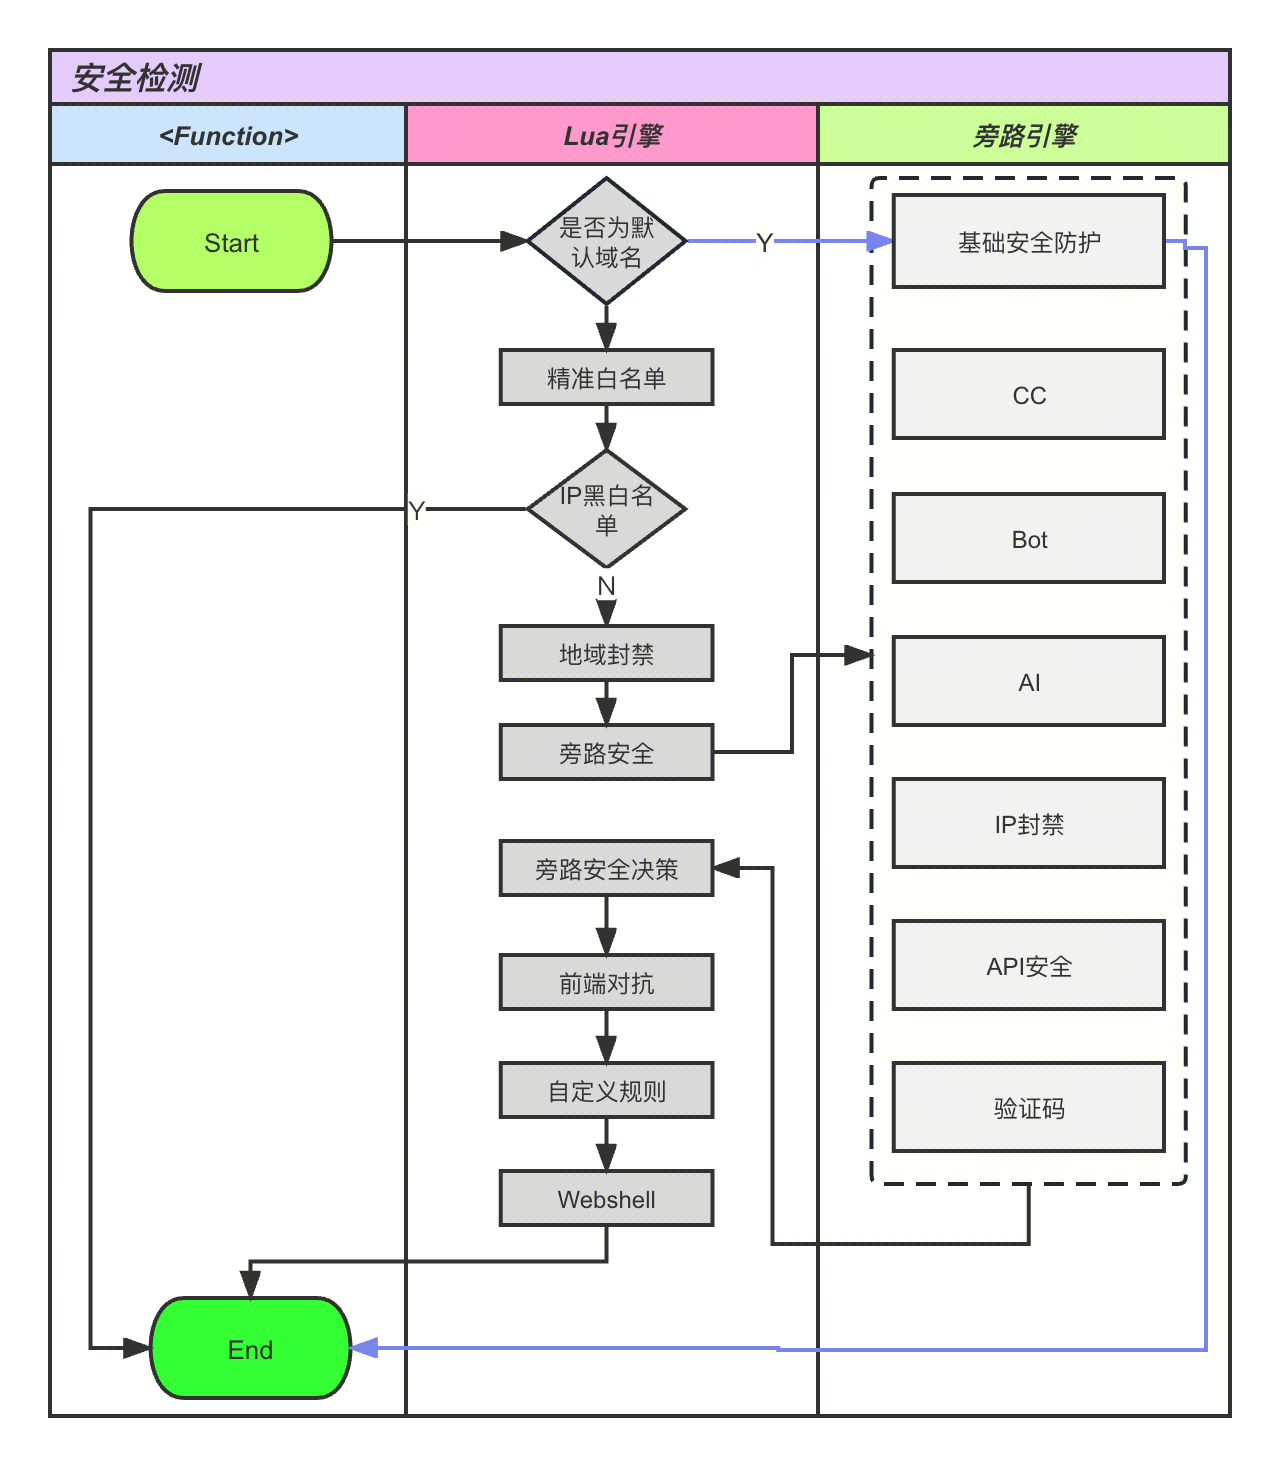 安全检测
<Function>
Lua引擎
旁路引擎
Start
是否为默
认域名
Y
基础安全防护
精准白名单
CC
IP黑白名
单
Y
Bot
N
地域封禁
AI
旁路安全
IP封禁
旁路安全决策
前端对抗
API安全
自定义规则
验证码
Webshell
End